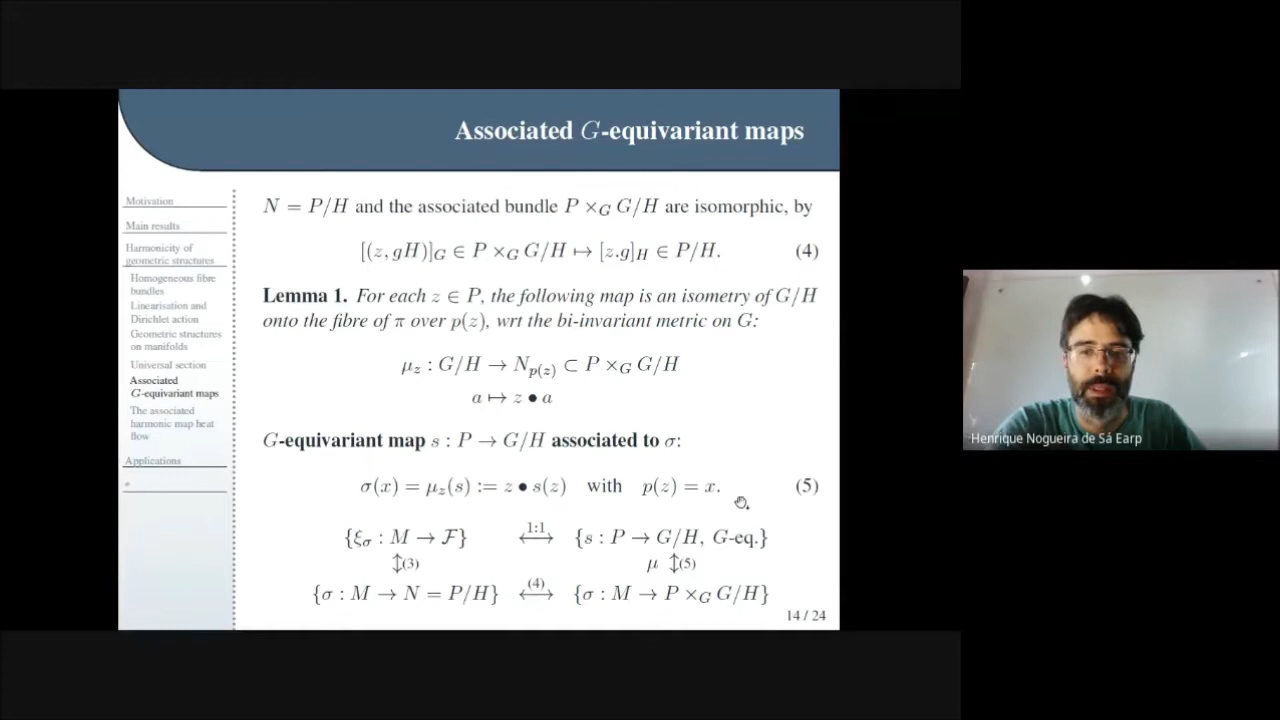 Associated G-equivariant maps
Motivation
Main results
Harmonicity of
geometric structures
Homogeneous fibre
bundles
Linearisation and
Dirichlet action
Geometric structures
on manifolds
Universal section
Associated
G-equivariant maps
The associated
harmonic map heat
flow
Applications
N = P/H and the associated bundle P ×_G G/H are isomorphic, by
[(z, gH)]_G ∈ P ×_G G/H ↦ [z.g]_H ∈ P/H. (4)
Lemma 1. For each z ∈ P, the following map is an isometry of G/H
onto the fibre of π over p(z), wrt the bi-invariant metric on G:
μ_z : G/H → N_{p(z)} ⊂ P ×_G G/H
a ↦ z • a
G-equivariant map s : P → G/H associated to σ:
σ(x) = μ_z(s) := z • s(z) with p(z) = x. (5)
{ξ_σ : M → ℱ} ⟷^{1:1} {s : P → G/H, G-eq.}
↕(3) μ ↕(5)
{σ : M → N = P/H} ⟷^{(4)} {σ : M → P ×_G G/H}
14 / 24
Henrique Nogueira de Sá Earp